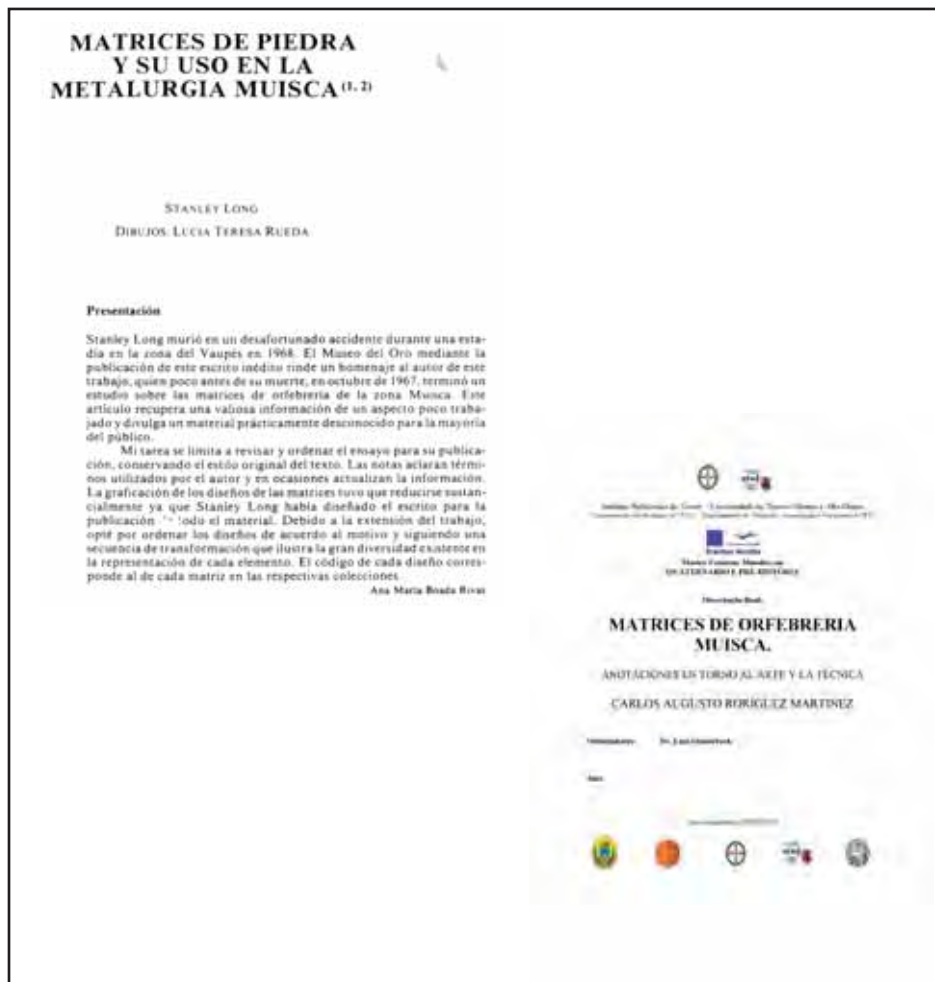 MATRICES DE PIEDRA
Y SU USO EN LA
METALURGIA MUISCA (1, 2)
STANLEY LONG
DIBUJOS: LUCIA TERESA RUEDA
Presentación
Stanley Long murió en un desafortunado accidente durante una esta-
día en la zona del Vaupés en 1968. El Museo del Oro mediante la
publicación de este escrito inédito rinde un homenaje al autor de este
trabajo, quien poco antes de su muerte, en octubre de 1967, terminó un
estudio sobre las matrices de orfebrería de la zona Muisca. Este
artículo recupera una valiosa información de un aspecto poco traba-
jado y divulga un material prácticamente desconocido para la mayoría
del público.
Mi tarea se limita a revisar y ordenar el ensayo para su publica-
ción, conservando el estilo original del texto. Las notas aclaran térmi-
nos utilizados por el autor y en ocasiones actualizan la información.
La graficación de los diseños de las matrices tuvo que reducirse sustan-
cialmente ya que Stanley Long había diseñado el escrito para la
publicación todo el material. Debido a la extensión del trabajo,
opté por ordenar los diseños de acuerdo al motivo y siguiendo una
secuencia de transformación que ilustra la gran diversidad existente en
la representación de cada elemento. El código de cada diseño corres-
ponde al de cada matriz en las respectivas colecciones.
Ana María Boada Rivas
QUATERNARIO E PRÉ-HISTÓRIA
MATRICES DE ORFEBRERIA
MUISCA.
ANOTACIONES EN TORNO AL ARTE Y LA TÉCNICA
CARLOS AUGUSTO RORÍGUEZ MARTINEZ